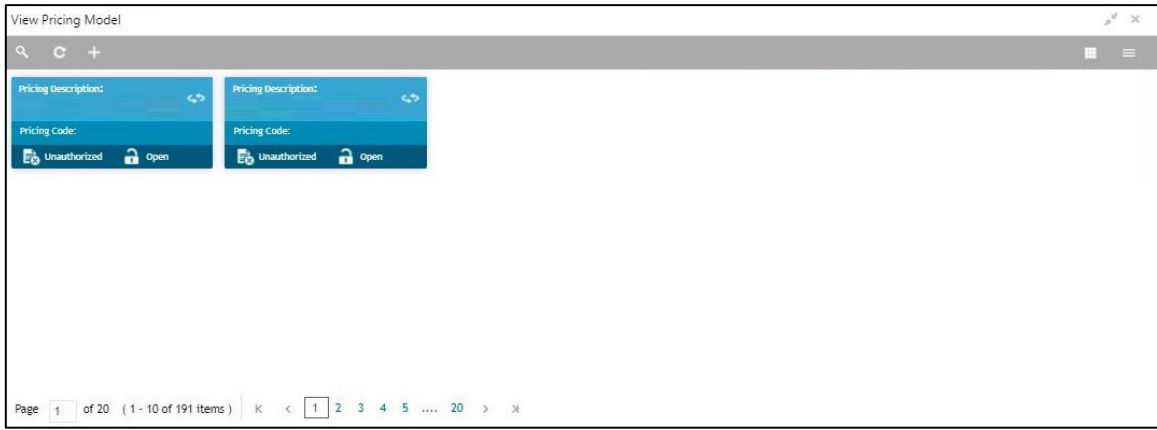 View Pricing Model
Pricing Description: Pricing Description:
Pricing Code: Pricing Code:
Unauthorized Open Unauthorized Open
Page 1 of 20 ( 1 - 10 of 191 items ) K < 1 2 3 4 5 .... 20 > >|